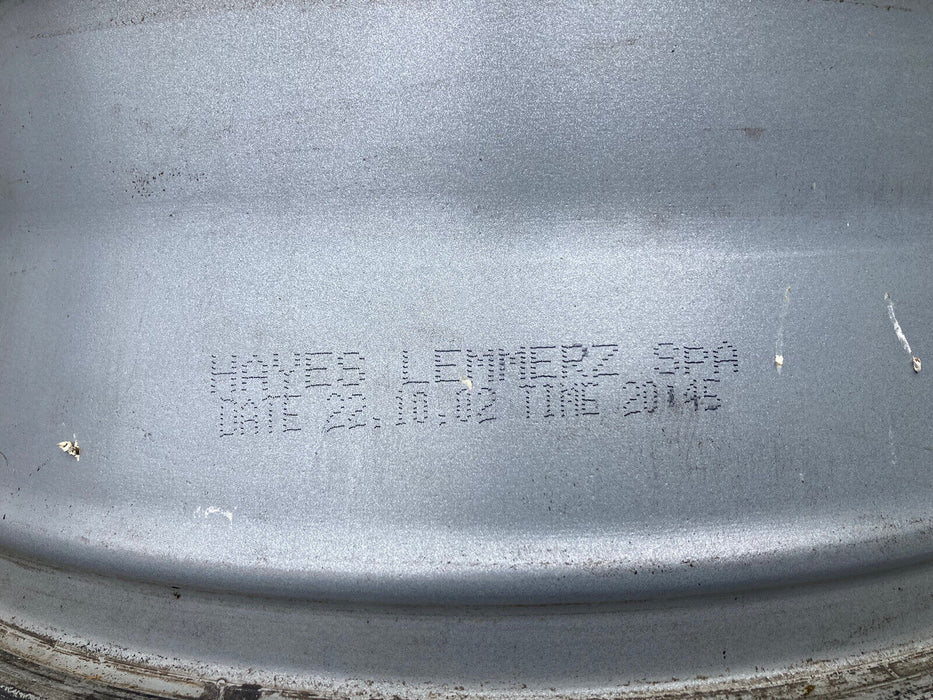 HAYES LEMMERZ SPA
DATE 22.10.02 TIME 20:45